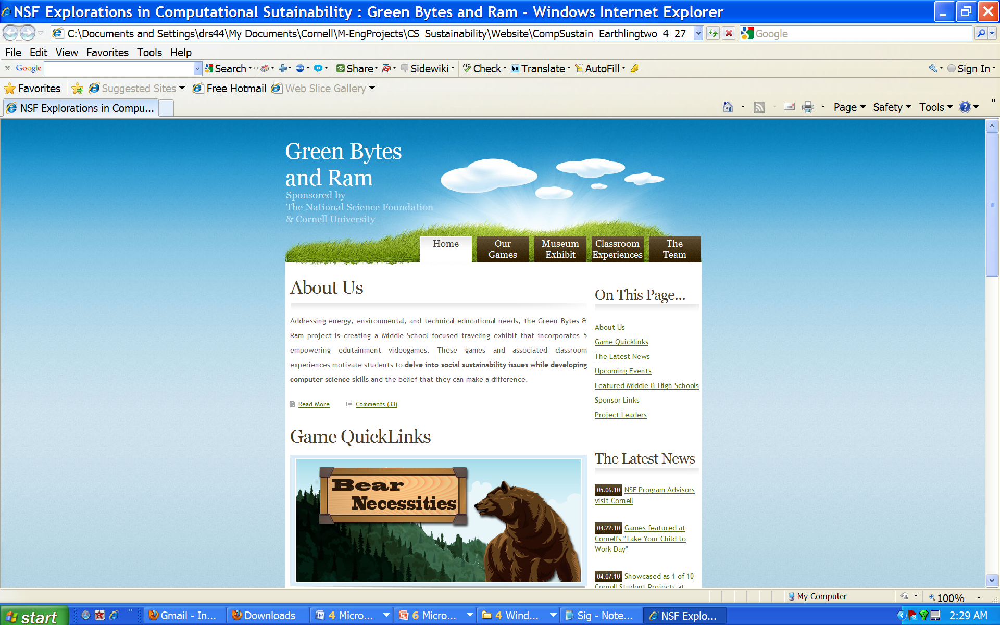 NSF Explorations in Computational Sutainability : Green Bytes and Ram - Windows Internet Explorer
C:\Documents and Settings\drs44\My Documents\Cornell\M-EngProjects\CS_Sustainability\Website\CompSustain_Earthlingtwo_4_27_
Google
File Edit View Favorites Tools Help
x Google Search Share Sidewiki Check Translate AutoFill Sign In
Favorites Suggested Sites Free Hotmail Web Slice Gallery
NSF Explorations in Compu... Page Safety Tools
Green Bytes
and Ram
Sponsored by
The National Science Foundation
& Cornell University
Home
Our
Games
Museum
Exhibit
Classroom
Experiences
The
Team
About Us
Addressing energy, environmental, and technical educational needs, the Green Bytes &
Ram project is creating a Middle School focused traveling exhibit that incorporates 5
empowering edutainment videogames. These games and associated classroom
experiences motivate students to delve into social sustainability issues while developing
computer science skills and the belief that they can make a difference.
Read More Comments (33)
Game QuickLinks
Bear
Necessities
On This Page...
About Us
Game Quicklinks
The Latest News
Upcoming Events
Featured Middle & High Schools
Sponsor Links
Project Leaders
The Latest News
05.06.10 NSF Program Advisors
visit Cornell
04.22.10 Games featured at
Cornell's "Take Your Child to
Work Day"
04.07.10 Showcased as 1 of 10
Cornell Student Projects at
My Computer 100%
start Gmail - In... Downloads 4 Micro... 6 Micro... 4 Wind... Sig - Note... NSF Explo... 2:29 AM